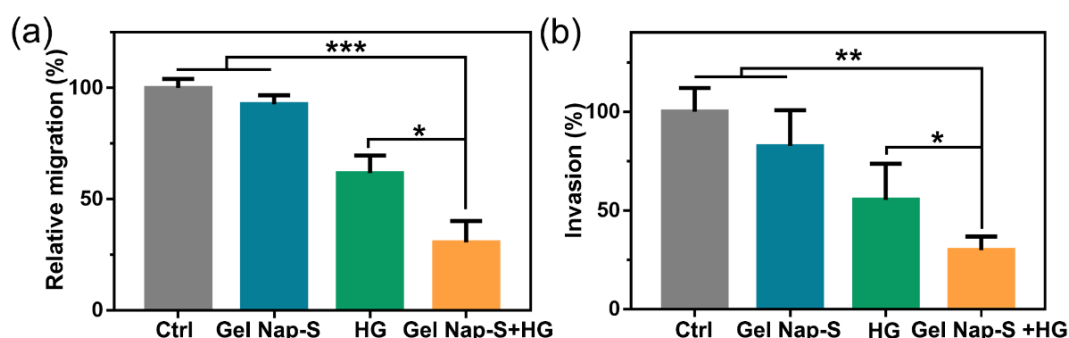 (a)
Relative migration (%)
100
50
0
***
*
Ctrl Gel Nap-S HG Gel Nap-S+HG
(b)
Invasion (%)
100
50
0
**
*
Ctrl Gel Nap-S HG Gel Nap-S +HG